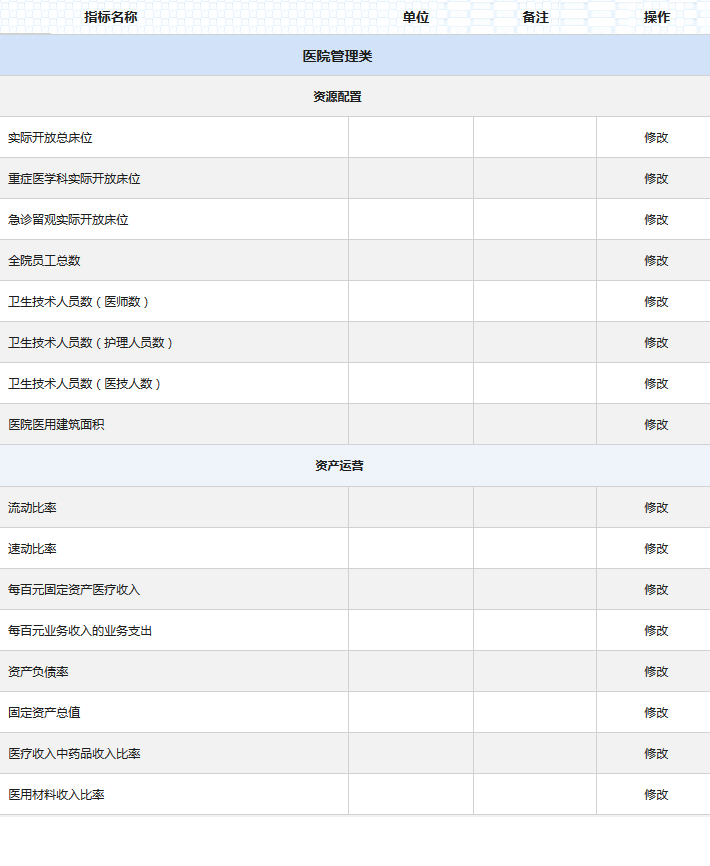 指标名称 单位 备注 操作
医院管理类
资源配置
实际开放总床位 修改
重症医学科实际开放床位 修改
急诊留观实际开放床位 修改
全院员工总数 修改
卫生技术人员数（医师数） 修改
卫生技术人员数（护理人员数） 修改
卫生技术人员数（医技人数） 修改
医院医用建筑面积 修改
资产运营
流动比率 修改
速动比率 修改
每百元固定资产医疗收入 修改
每百元业务收入的业务支出 修改
资产负债率 修改
固定资产总值 修改
医疗收入中药品收入比率 修改
医用材料收入比率 修改